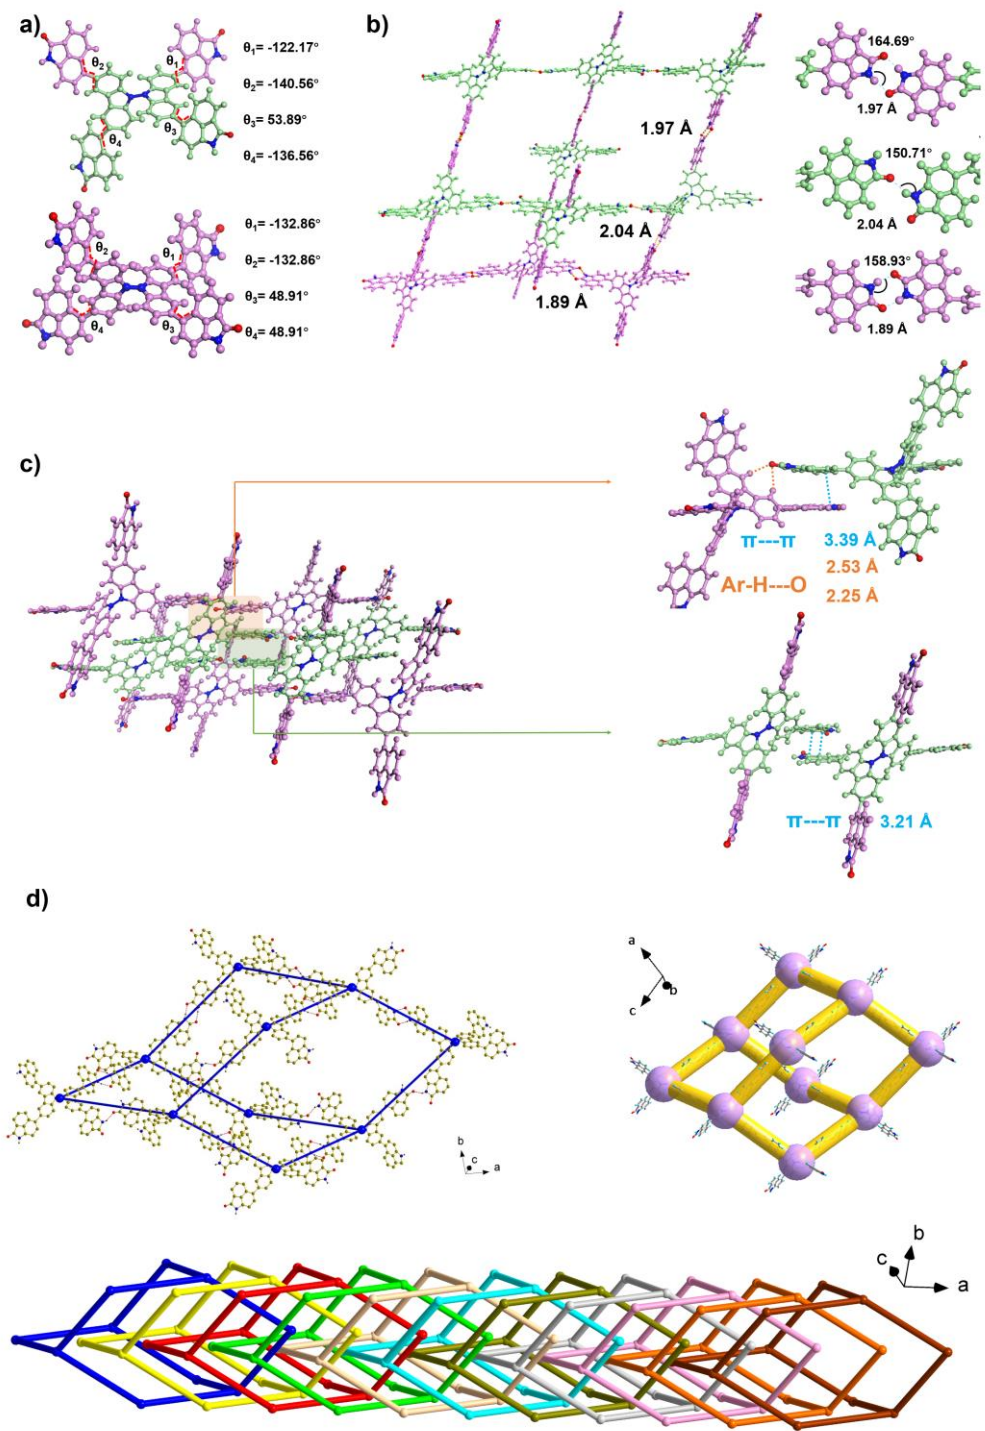 a)
θ₂
θ₁
θ₃
θ₄
θ₁= -122.17°
θ₂= -140.56°
θ₃= 53.89°
θ₄= -136.56°
θ₂
θ₁
θ₄
θ₃
θ₁= -132.86°
θ₂= -132.86°
θ₃= 48.91°
θ₄= 48.91°
b)
1.97 Å
2.04 Å
1.89 Å
164.69°
1.97 Å
150.71°
2.04 Å
158.93°
1.89 Å
c)
π---π 3.39 Å
2.53 Å
Ar-H---O
2.25 Å
π---π 3.21 Å
d)
b
c
a
a
b
c
b
c
a